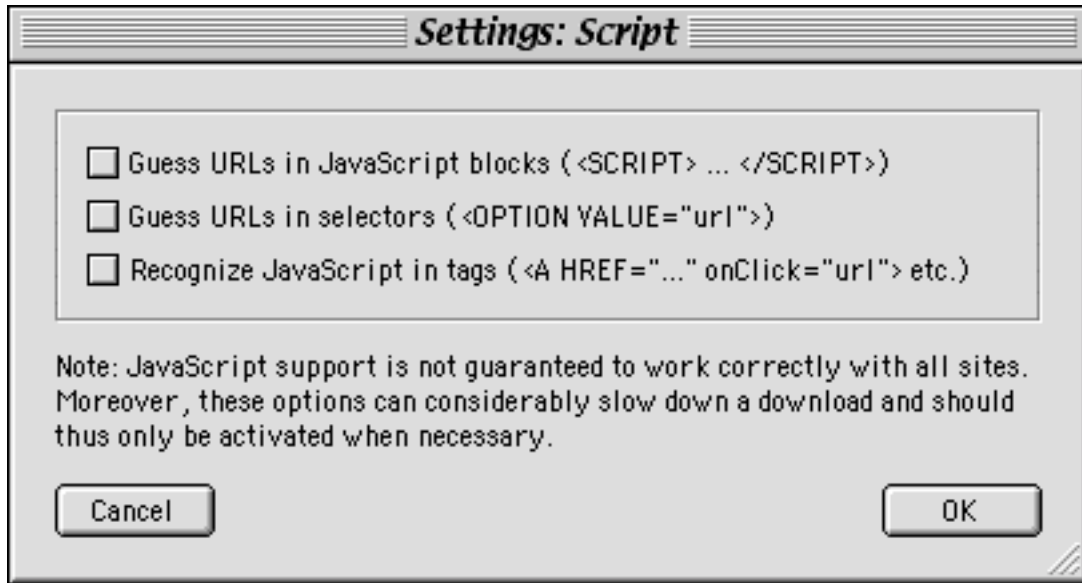 Settings: Script
Guess URLs in JavaScript blocks (<SCRIPT> ... </SCRIPT>)
Guess URLs in selectors (<OPTION VALUE="url">)
Recognize JavaScript in tags (<A HREF="..." onClick="url"> etc.)
Note: JavaScript support is not guaranteed to work correctly with all sites.
Moreover, these options can considerably slow down a download and should
thus only be activated when necessary.
Cancel
OK